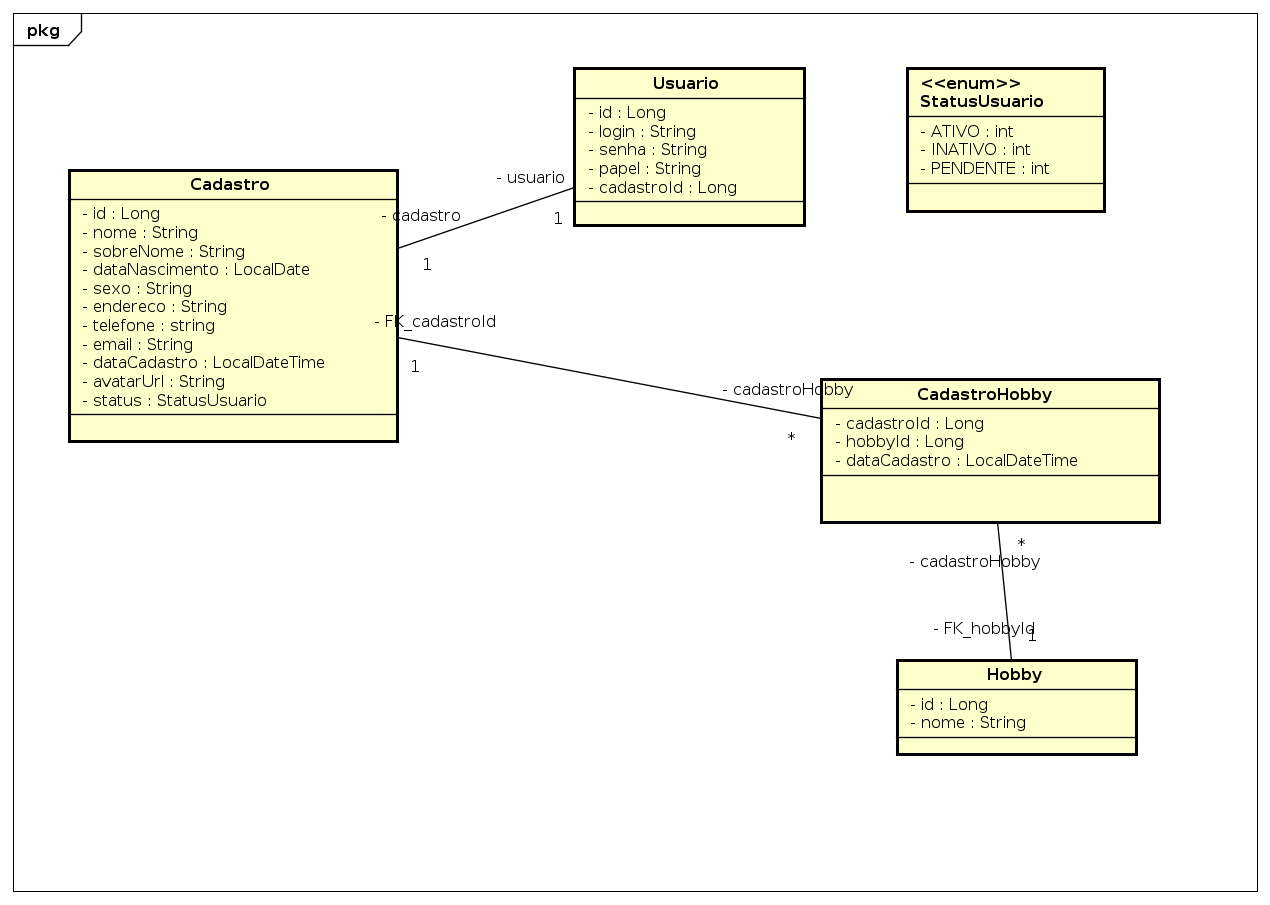 pkg
Usuario
- id : Long
- login : String
- senha : String
- papel : String
- cadastroId : Long
<<enum>>
StatusUsuario
- ATIVO : int
- INATIVO : int
- PENDENTE : int
Cadastro
- id : Long
- nome : String
- sobreNome : String
- dataNascimento : LocalDate
- sexo : String
- endereco : String
- telefone : string
- email : String
- dataCadastro : LocalDateTime
- avatarUrl : String
- status : StatusUsuario
- usuario
1
- cadastro
1
- FK_cadastroId
1
- cadastroHobby
*
CadastroHobby
- cadastroId : Long
- hobbyId : Long
- dataCadastro : LocalDateTime
*
- cadastroHobby
- FK_hobbyId
1
Hobby
- id : Long
- nome : String